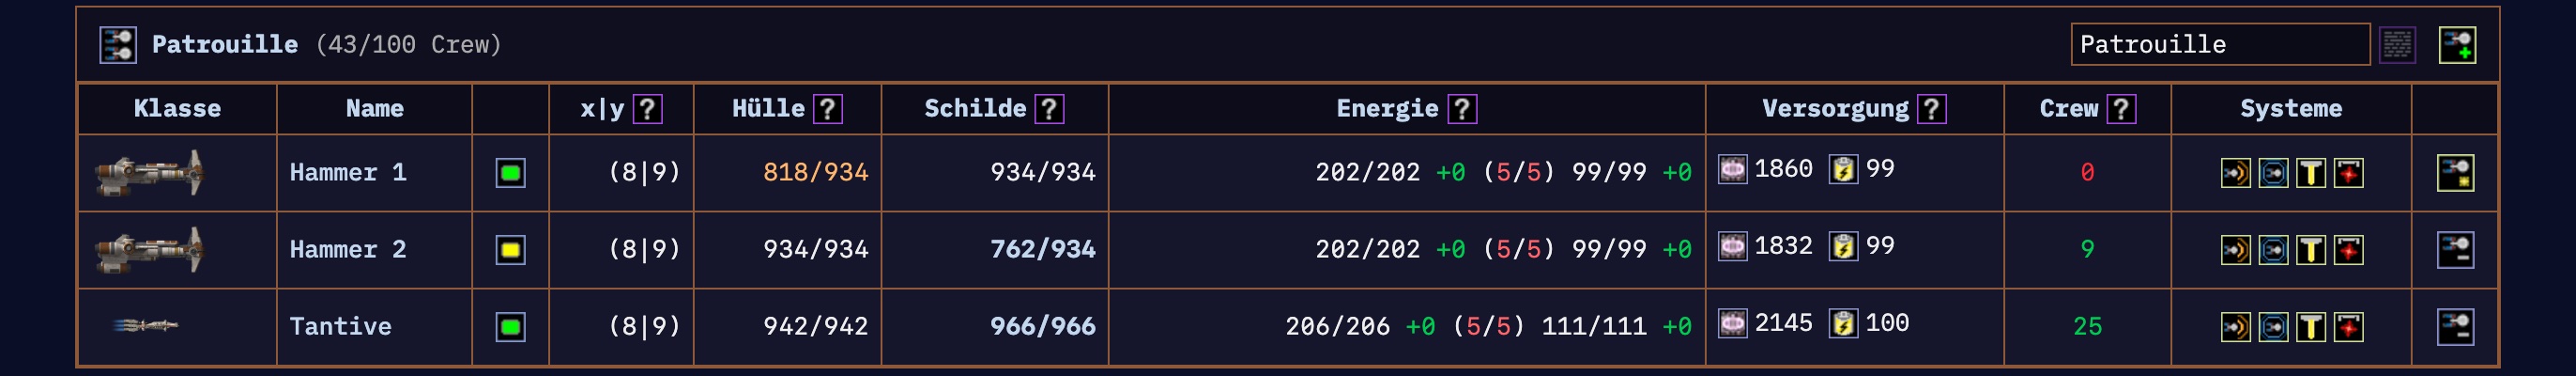 Patrouille (43/100 Crew) Patrouille
Klasse Name x|y ? Hülle ? Schilde ? Energie ? Versorgung ? Crew ? Systeme
Hammer 1 (8|9) 818/934 934/934 202/202 +0 (5/5) 99/99 +0 1860 99 0
Hammer 2 (8|9) 934/934 762/934 202/202 +0 (5/5) 99/99 +0 1832 99 9
Tantive (8|9) 942/942 966/966 206/206 +0 (5/5) 111/111 +0 2145 100 25